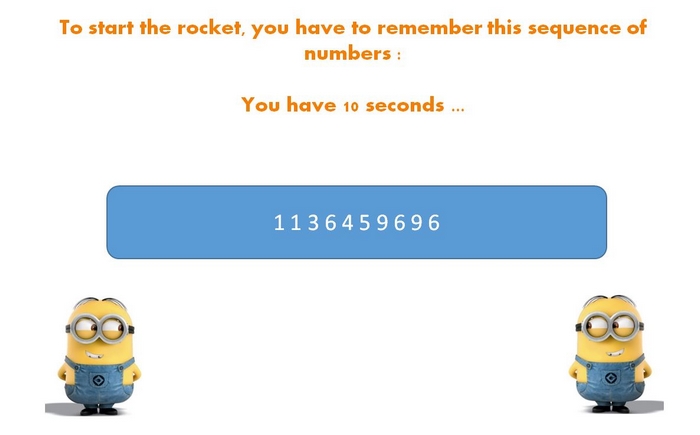 To start the rocket, you have to remember this sequence of
numbers :
You have 10 seconds ...
1 1 3 6 4 5 9 6 9 6